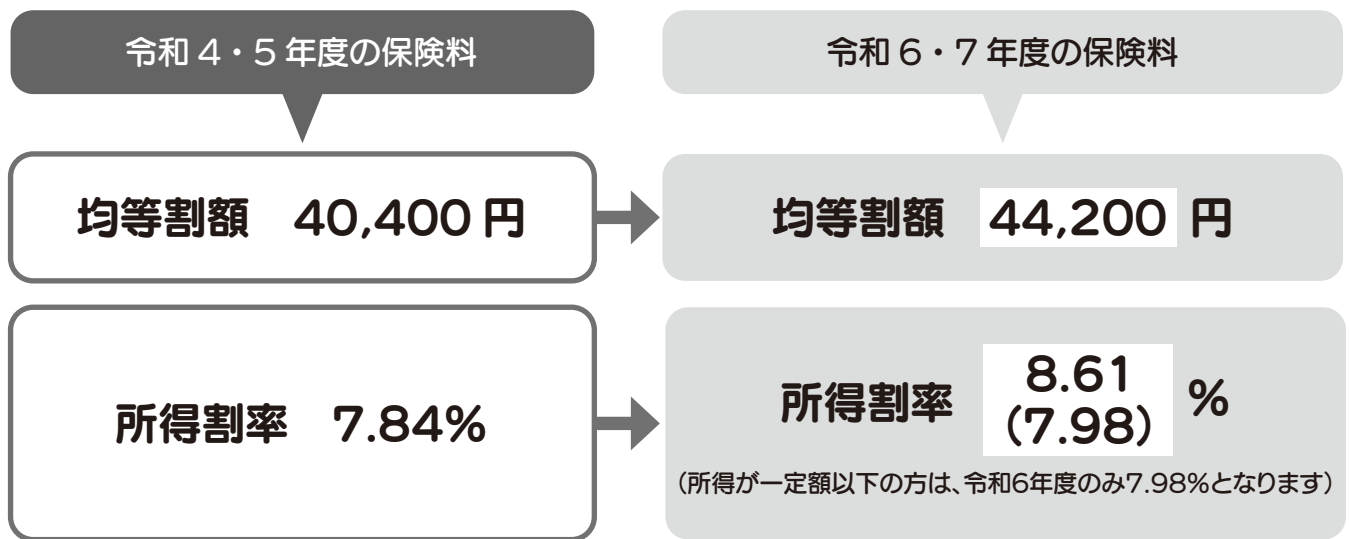 令和４・５年度の保険料
令和６・７年度の保険料
均等割額　40,400円
均等割額　44,200 円
所得割率　7.84%
所得割率　8.61 %
(7.98)
（所得が一定額以下の方は、令和6年度のみ7.98%となります）